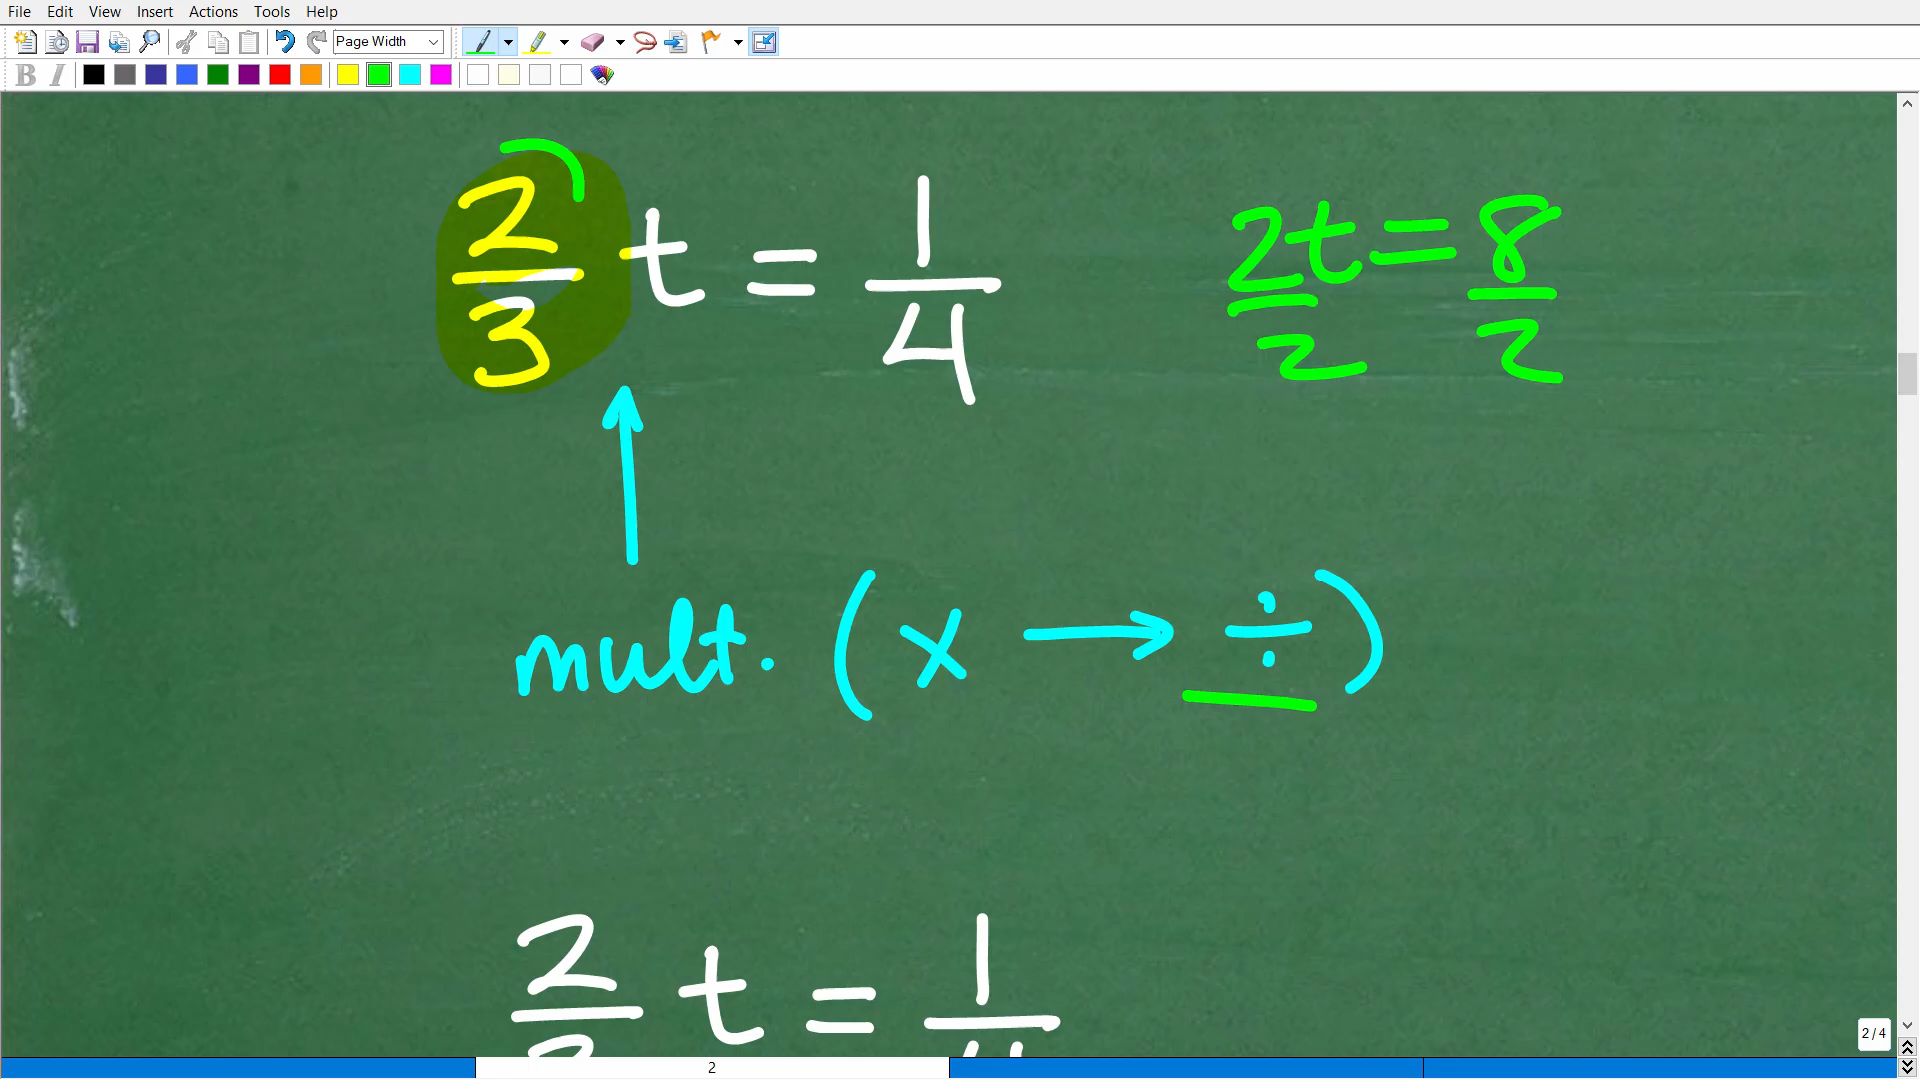 File Edit View Insert Actions Tools Help
Page Width
B I
2/3 t = 1/4
2t = 8
2 2
mult. (x → ÷)
2 t = 1
2/4
2